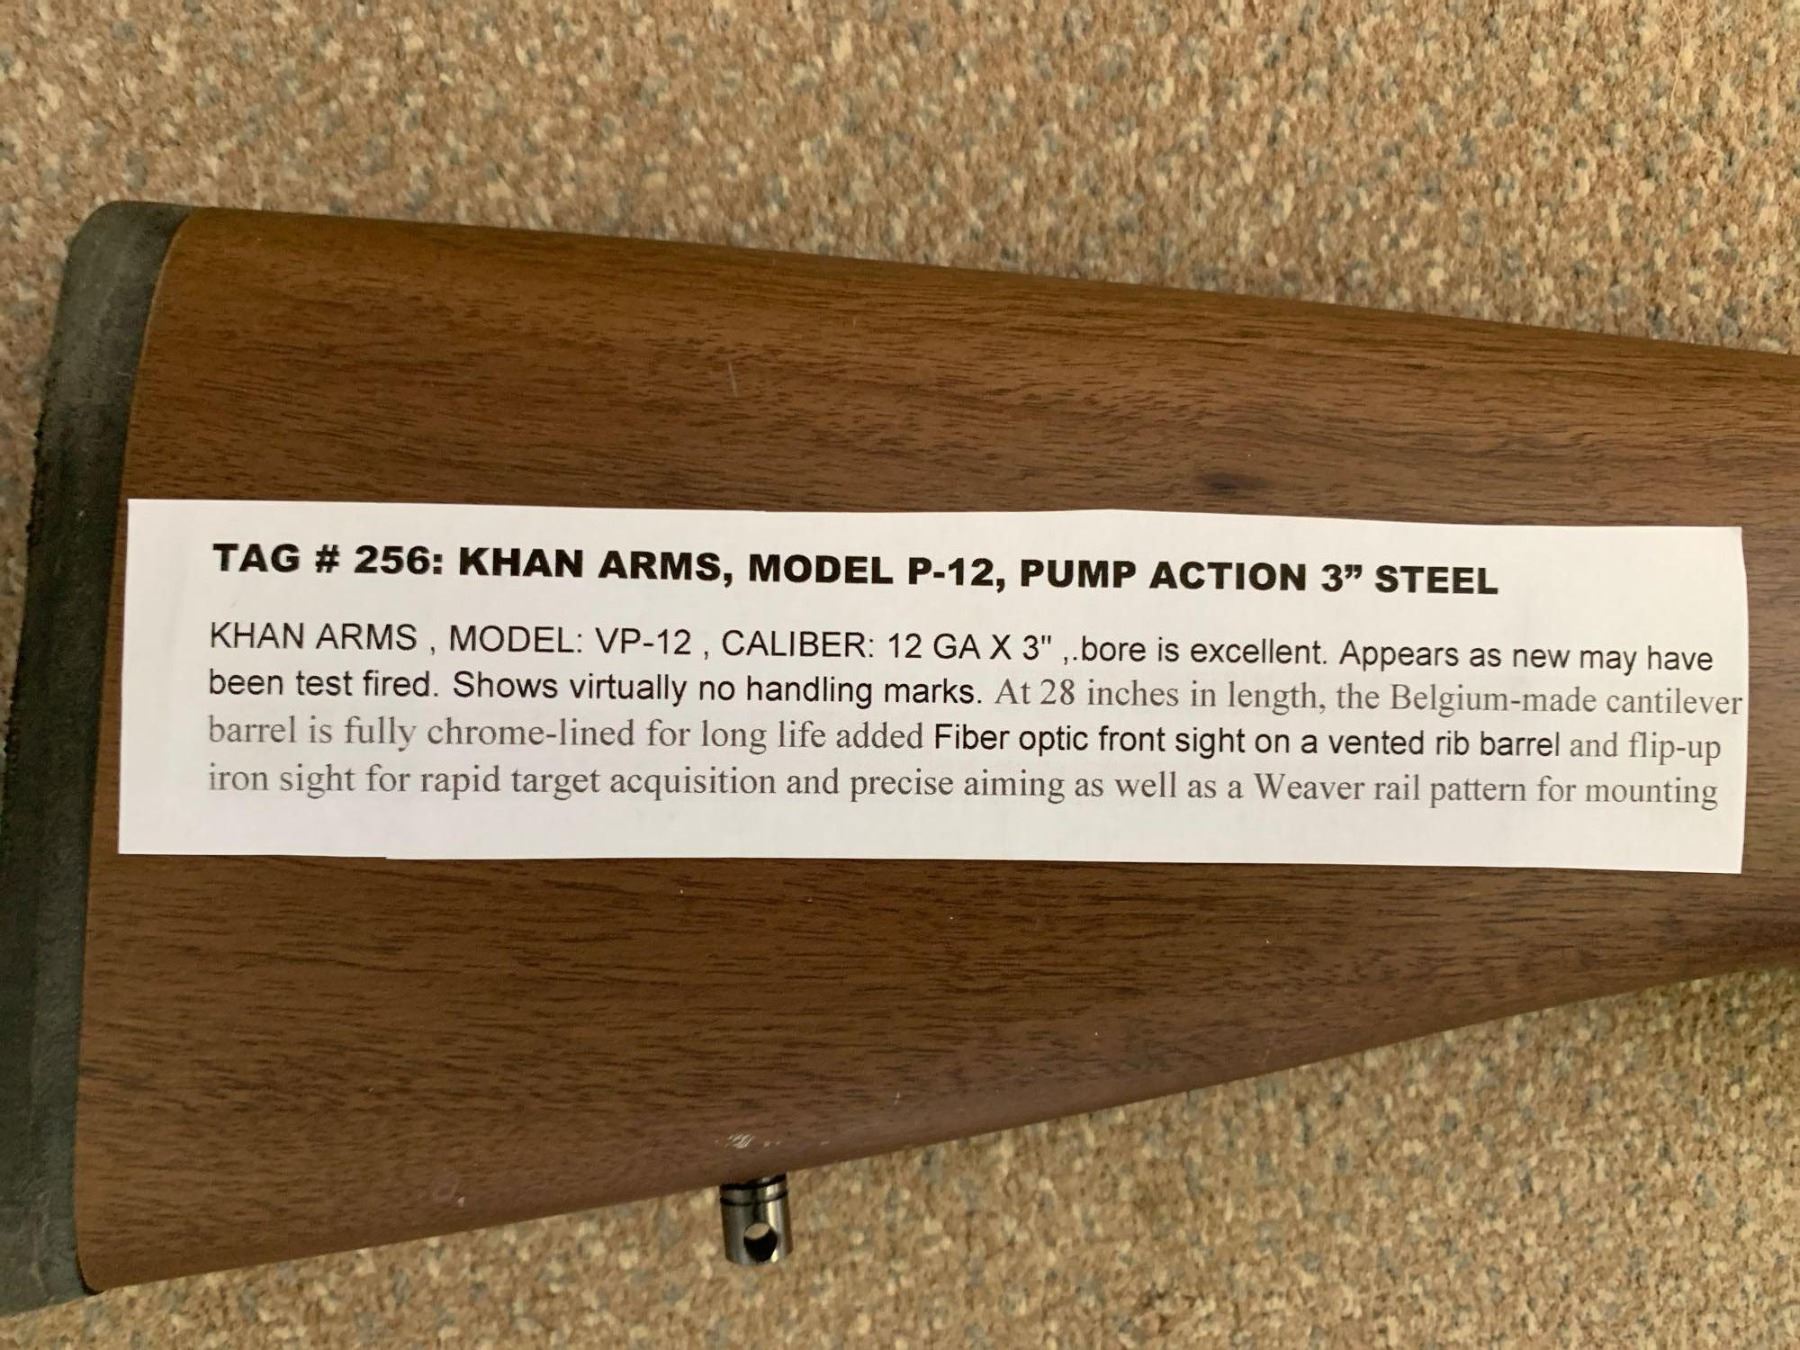 TAG # 256: KHAN ARMS, MODEL P-12, PUMP ACTION 3” STEEL
KHAN ARMS , MODEL: VP-12 , CALIBER: 12 GA X 3" ,.bore is excellent. Appears as new may have
been test fired. Shows virtually no handling marks. At 28 inches in length, the Belgium-made cantilever
barrel is fully chrome-lined for long life added Fiber optic front sight on a vented rib barrel and flip-up
iron sight for rapid target acquisition and precise aiming as well as a Weaver rail pattern for mounting